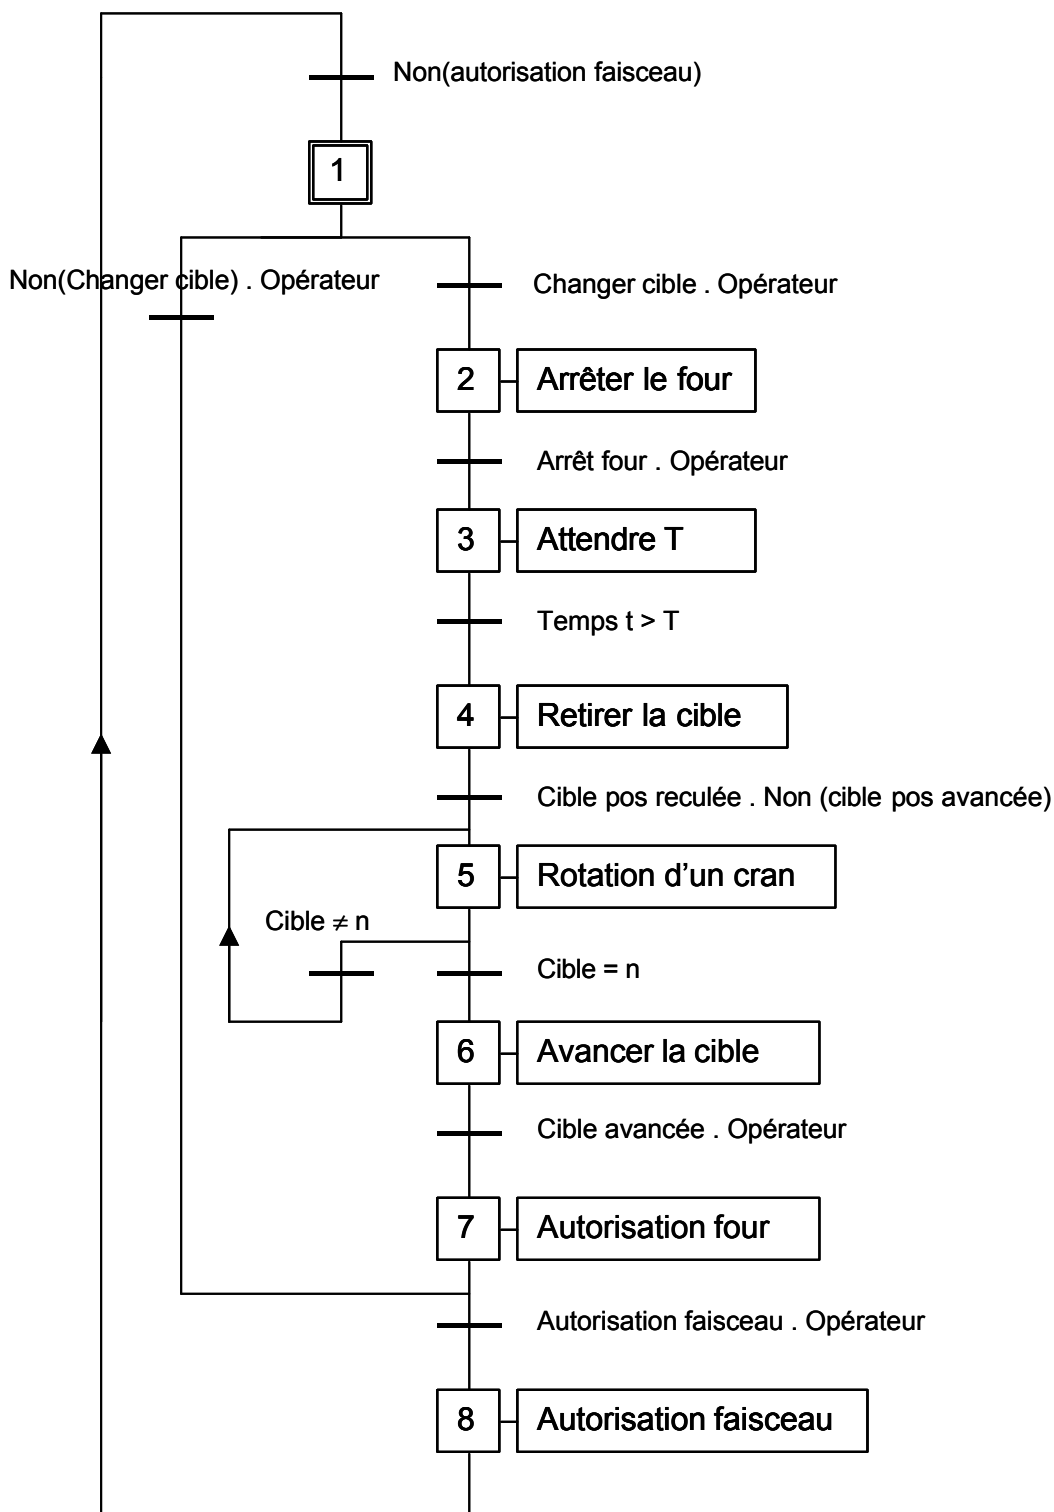 Non(autorisation faisceau)
1
Non(Changer cible) . Opérateur
Changer cible . Opérateur
2
Arrêter le four
Arrêt four . Opérateur
3
Attendre T
Temps t > T
4
Retirer la cible
Cible pos reculée . Non (cible pos avancée)
5
Rotation d'un cran
Cible ≠ n
Cible = n
6
Avancer la cible
Cible avancée . Opérateur
7
Autorisation four
Autorisation faisceau . Opérateur
8
Autorisation faisceau